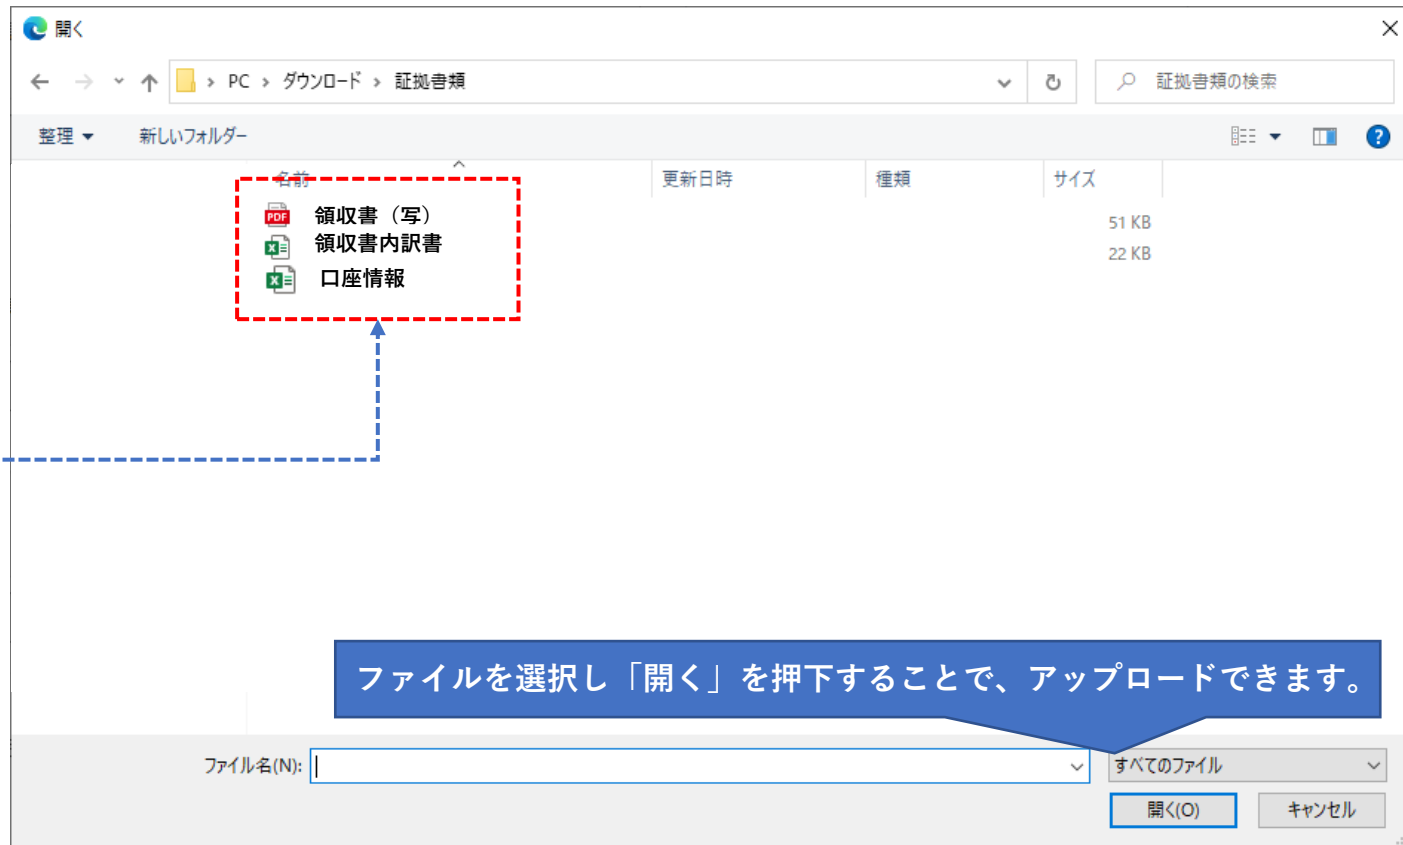 開く
PC › ダウンロード › 証拠書類
証拠書類の検索
整理
新しいフォルダー
名前
更新日時
種類
サイズ
PDF 領収書（写）
51 KB
領収書内訳書
22 KB
口座情報
ファイルを選択し「開く」を押下することで、アップロードできます。
ファイル名(N):
すべてのファイル
開く(O)
キャンセル